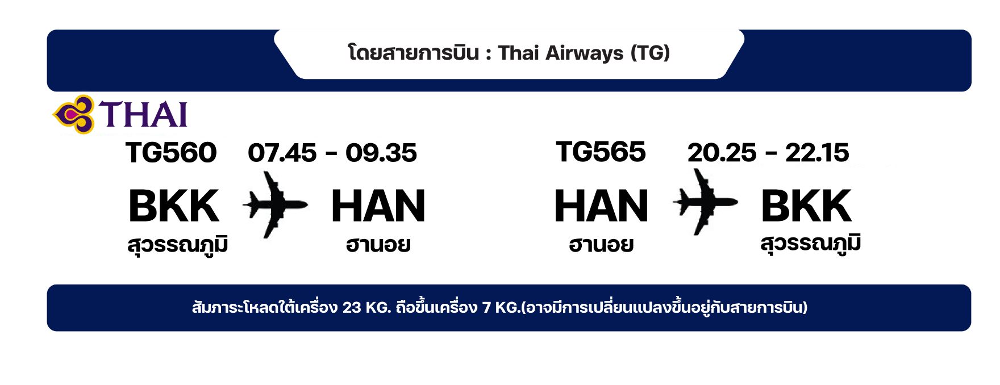 โดยสายการบิน : Thai Airways (TG)
THAI
TG560 07.45 - 09.35
BKK HAN
สุวรรณภูมิ ฮานอย
TG565 20.25 - 22.15
HAN BKK
ฮานอย สุวรรณภูมิ
สัมภาระโหลดใต้เครื่อง 23 KG. ถือขึ้นเครื่อง 7 KG.(อาจมีการเปลี่ยนแปลงขึ้นอยู่กับสายการบิน)